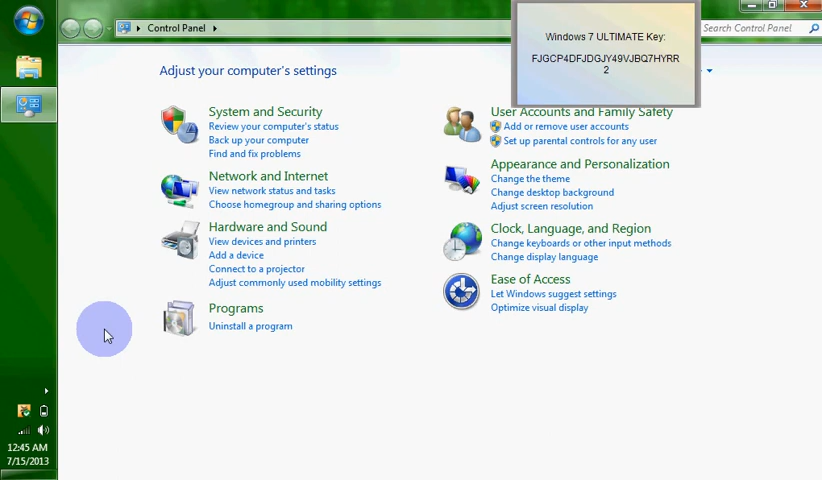 Control Panel
Search Control Panel
Windows 7 ULTIMATE Key:
FJGCP4DFJDGJY49VJBQ7HYRR
2
Adjust your computer's settings
System and Security
Review your computer's status
Back up your computer
Find and fix problems
Network and Internet
View network status and tasks
Choose homegroup and sharing options
Hardware and Sound
View devices and printers
Add a device
Connect to a projector
Adjust commonly used mobility settings
Programs
Uninstall a program
User Accounts and Family Safety
Add or remove user accounts
Set up parental controls for any user
Appearance and Personalization
Change the theme
Change desktop background
Adjust screen resolution
Clock, Language, and Region
Change keyboards or other input methods
Change display language
Ease of Access
Let Windows suggest settings
Optimize visual display
12:45 AM
7/15/2013